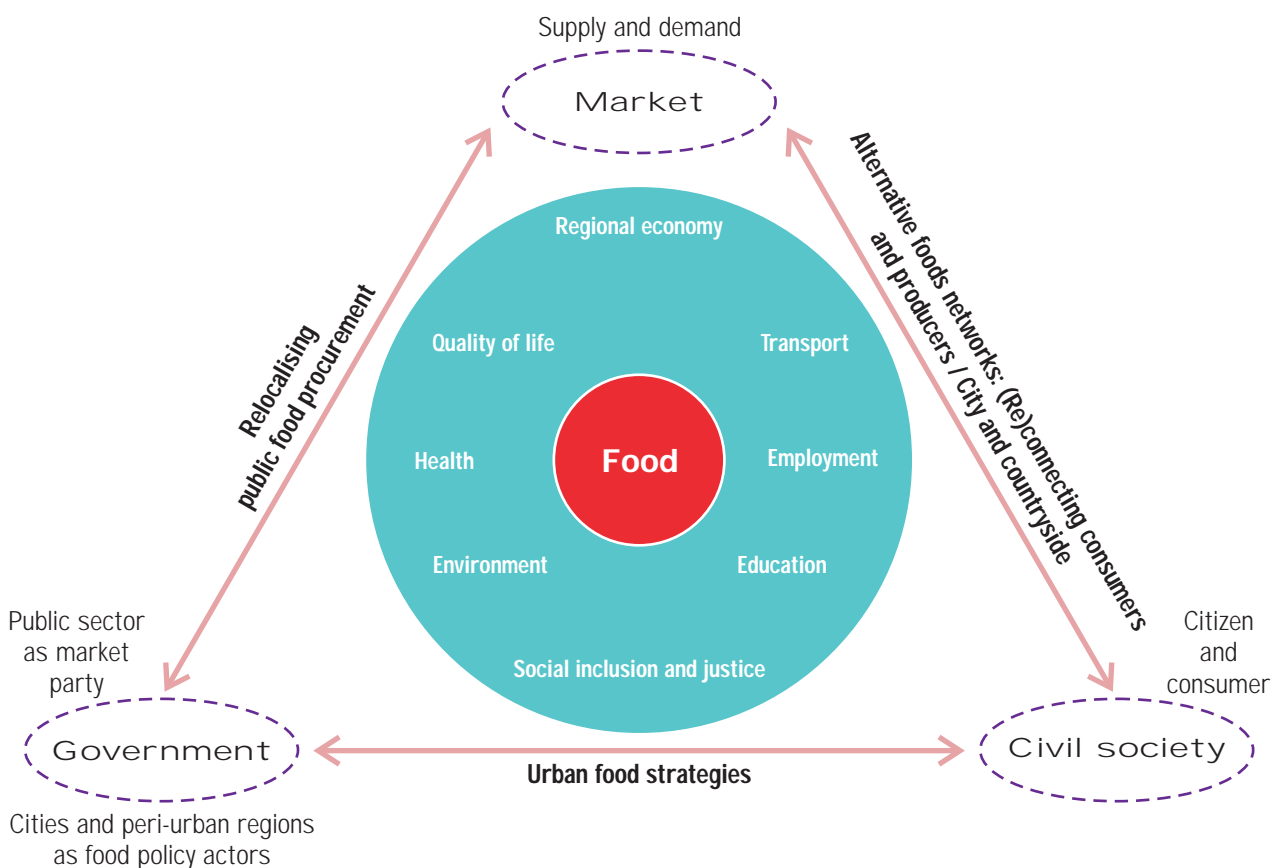 Supply and demand
Market
Alternative foods networks: (Re)connecting consumers
and producers / City and countryside
Relocalising
public food procurement
Regional economy
Quality of life
Transport
Health
Food
Employment
Environment
Education
Social inclusion and justice
Public sector
as market
party
Government
Cities and peri-urban regions
as food policy actors
Urban food strategies
Citizen
and
consumer
Civil society